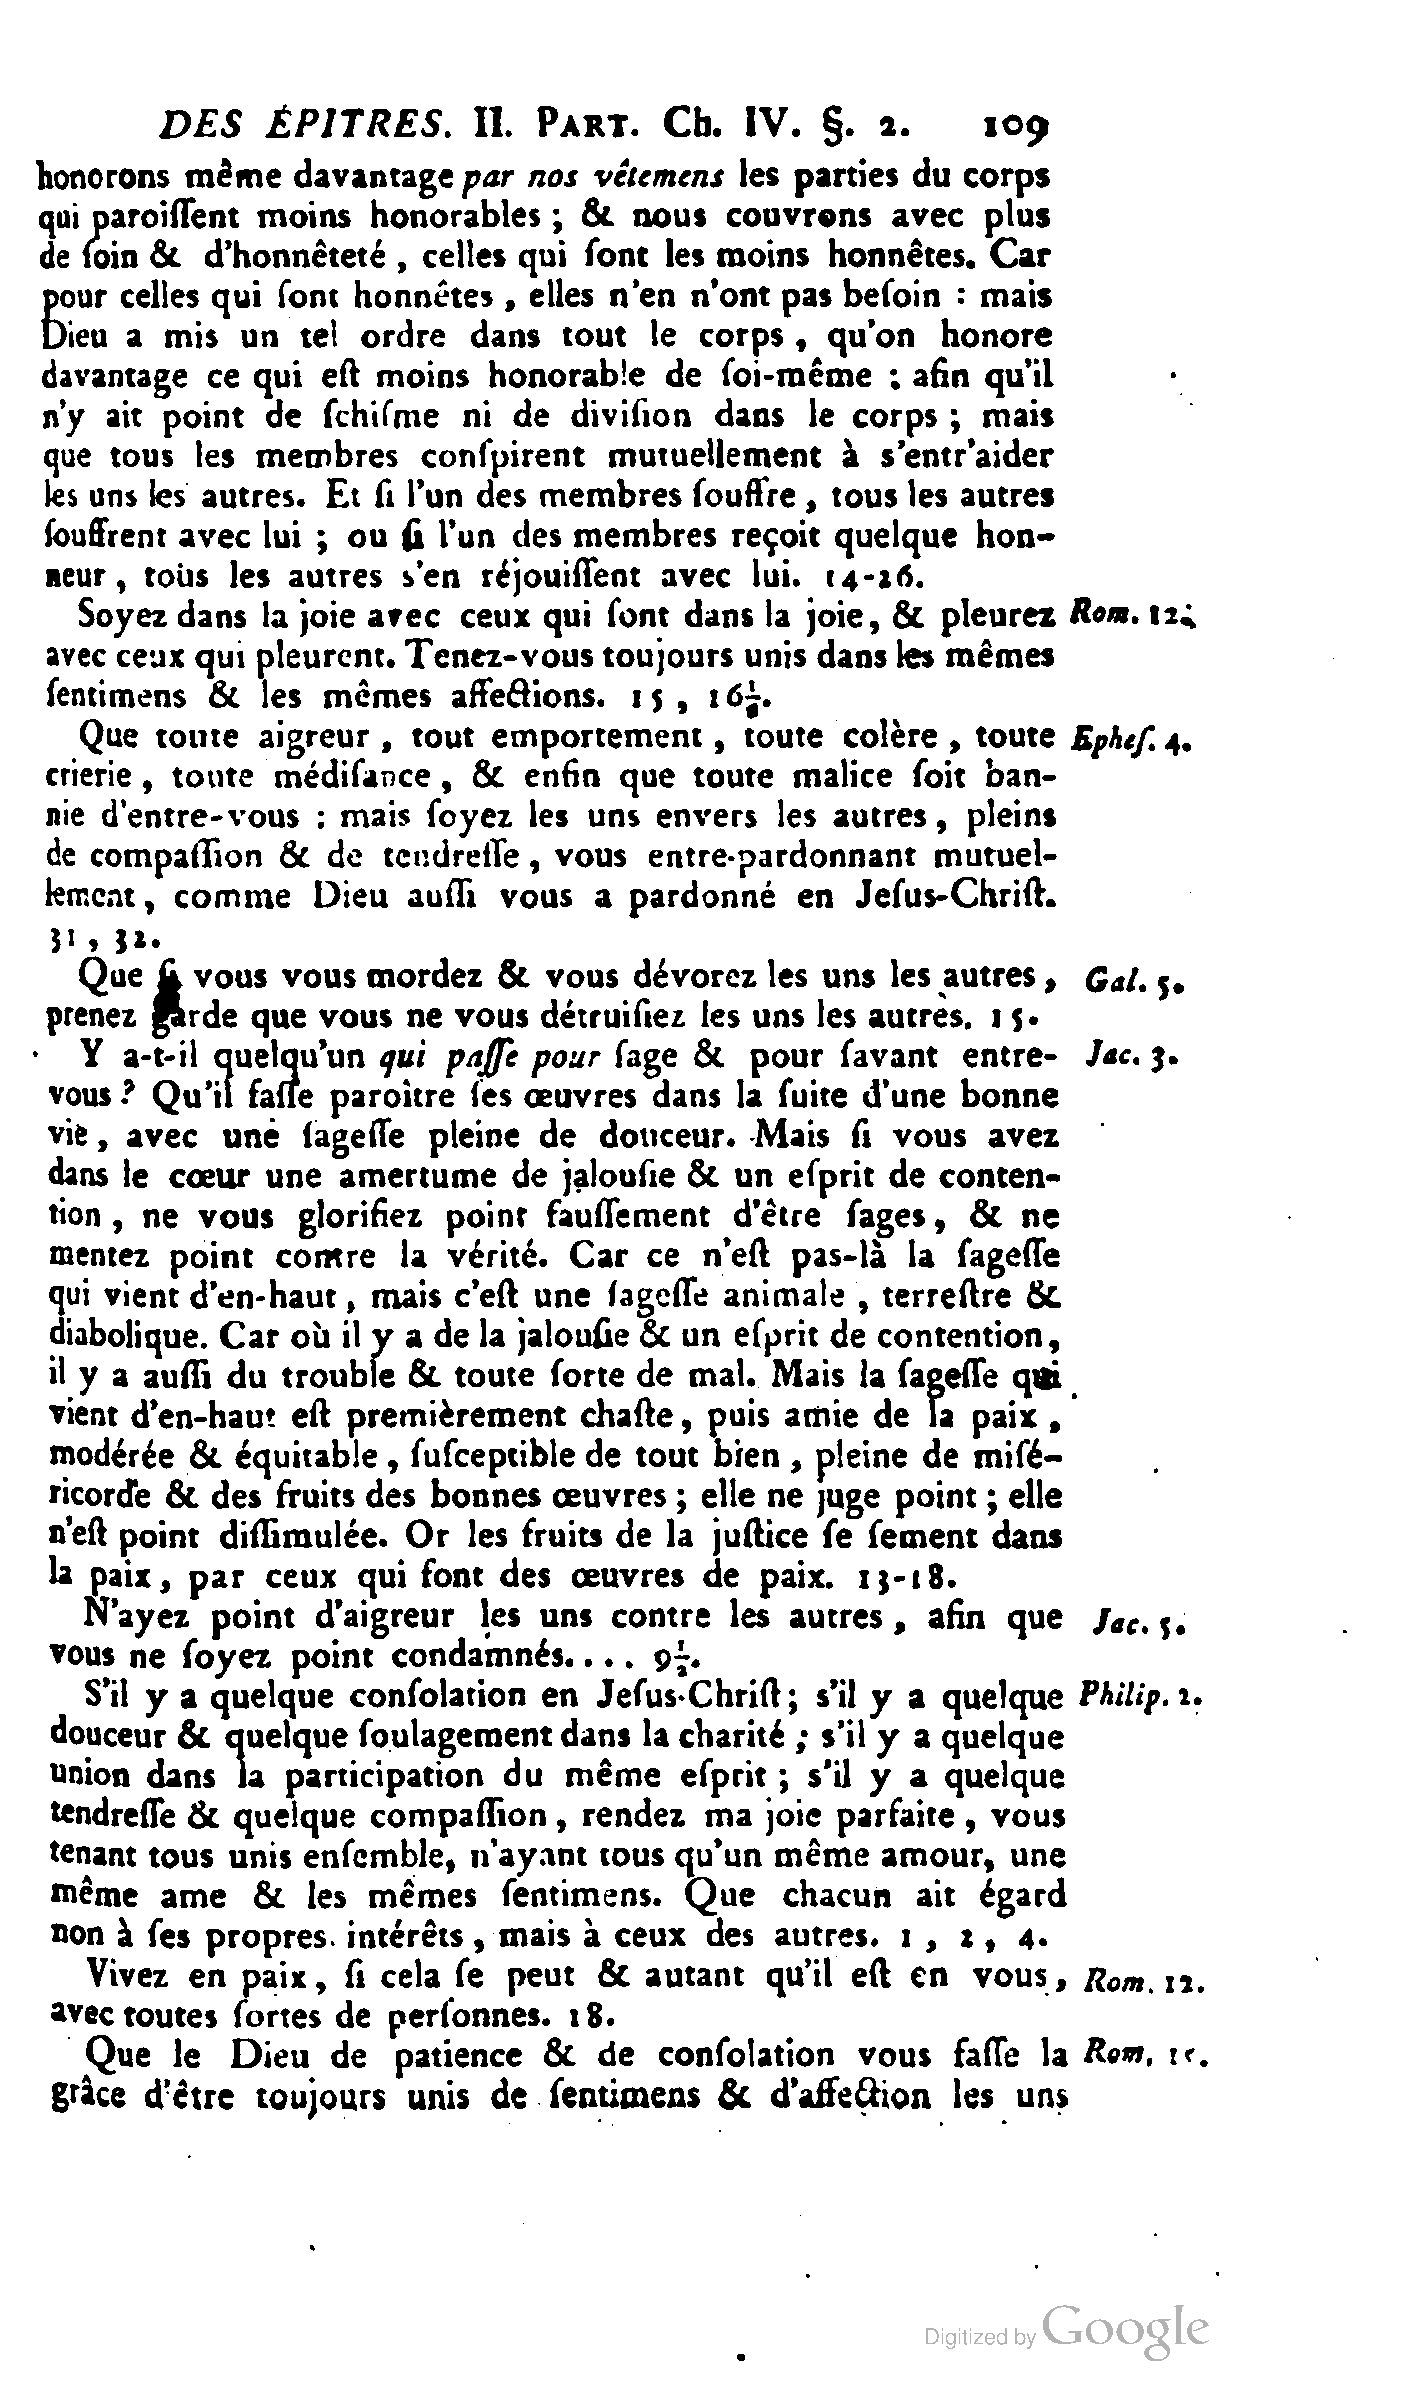 DES ÉPITRES. II. PART. Ch. IV. §. 2. 109
honorons même davantage par nos vêtemens les parties du corps
qui paroiſſent moins honorables ; & nous couvrons avec plus
de ſoin & d'honnêteté , celles qui ſont les moins honnêtes. Car
pour celles qui ſont honnêtes , elles n'en n'ont pas beſoin : mais
Dieu a mis un tel ordre dans tout le corps , qu'on honore
davantage ce qui eſt moins honorable de ſoi-même ; afin qu'il
n'y ait point de ſchiſme ni de diviſion dans le corps ; mais
que tous les membres conſpirent mutuellement à s'entr'aider
les uns les autres. Et ſi l'un des membres ſouffre , tous les autres
ſouffrent avec lui ; ou ſi l'un des membres reçoit quelque hon-
neur , tous les autres s'en réjouiſſent avec lui. 14-26.
Soyez dans la joie avec ceux qui ſont dans la joie, & pleurez Rom. 12.
avec ceux qui pleurent. Tenez-vous toujours unis dans les mêmes
ſentimens & les mêmes affections. 15 , 16½.
Que toute aigreur , tout emportement , toute colère , toute Epheſ. 4.
crierie , toute médiſance , & enfin que toute malice ſoit ban-
nie d'entre-vous : mais ſoyez les uns envers les autres , pleins
de compaſſion & de tendreſſe , vous entre-pardonnant mutuel-
lement , comme Dieu auſſi vous a pardonné en Jeſus-Chriſt.
31 , 32.
Que ſi vous vous mordez & vous dévorez les uns les autres , Gal. 5.
prenez garde que vous ne vous détruiſiez les uns les autres. 15.
Y a-t-il quelqu'un qui paſſe pour ſage & pour ſavant entre- Jac. 3.
vous ? Qu'il faſſe paroître ſes œuvres dans la ſuite d'une bonne
vie , avec une ſageſſe pleine de douceur. Mais ſi vous avez
dans le cœur une amertume de jalouſie & un eſprit de conten-
tion , ne vous glorifiez point fauſſement d'être ſages , & ne
mentez point contre la vérité. Car ce n'eſt pas-là la ſageſſe
qui vient d'en-haut , mais c'eſt une ſageſſe animale , terreſtre &
diabolique. Car où il y a de la jalouſie & un eſprit de contention,
il y a auſſi du trouble & toute ſorte de mal. Mais la ſageſſe qui
vient d'en-haut eſt premièrement chaſte , puis amie de la paix ,
modérée & équitable , ſuſceptible de tout bien , pleine de miſé-
ricorde & des fruits des bonnes œuvres ; elle ne juge point ; elle
n'eſt point diſſimulée. Or les fruits de la juſtice ſe ſement dans
la paix , par ceux qui font des œuvres de paix. 13-18.
N'ayez point d'aigreur les uns contre les autres , afin que Jac. 5.
vous ne ſoyez point condamnés. . . . 9½.
S'il y a quelque conſolation en Jeſus-Chriſt ; s'il y a quelque Philip. 2.
douceur & quelque ſoulagement dans la charité ; s'il y a quelque
union dans la participation du même eſprit ; s'il y a quelque
tendreſſe & quelque compaſſion , rendez ma joie parfaite , vous
tenant tous unis enſemble, n'ayant tous qu'un même amour, une
même ame & les mêmes ſentimens. Que chacun ait égard
non à ſes propres intérêts , mais à ceux des autres. 1 , 2 , 4.
Vivez en paix , ſi cela ſe peut & autant qu'il eſt en vous , Rom. 12.
avec toutes ſortes de perſonnes. 18.
Que le Dieu de patience & de conſolation vous faſſe la Rom. 15.
grâce d'être toujours unis de ſentimens & d'affection les uns
Digitized by Google